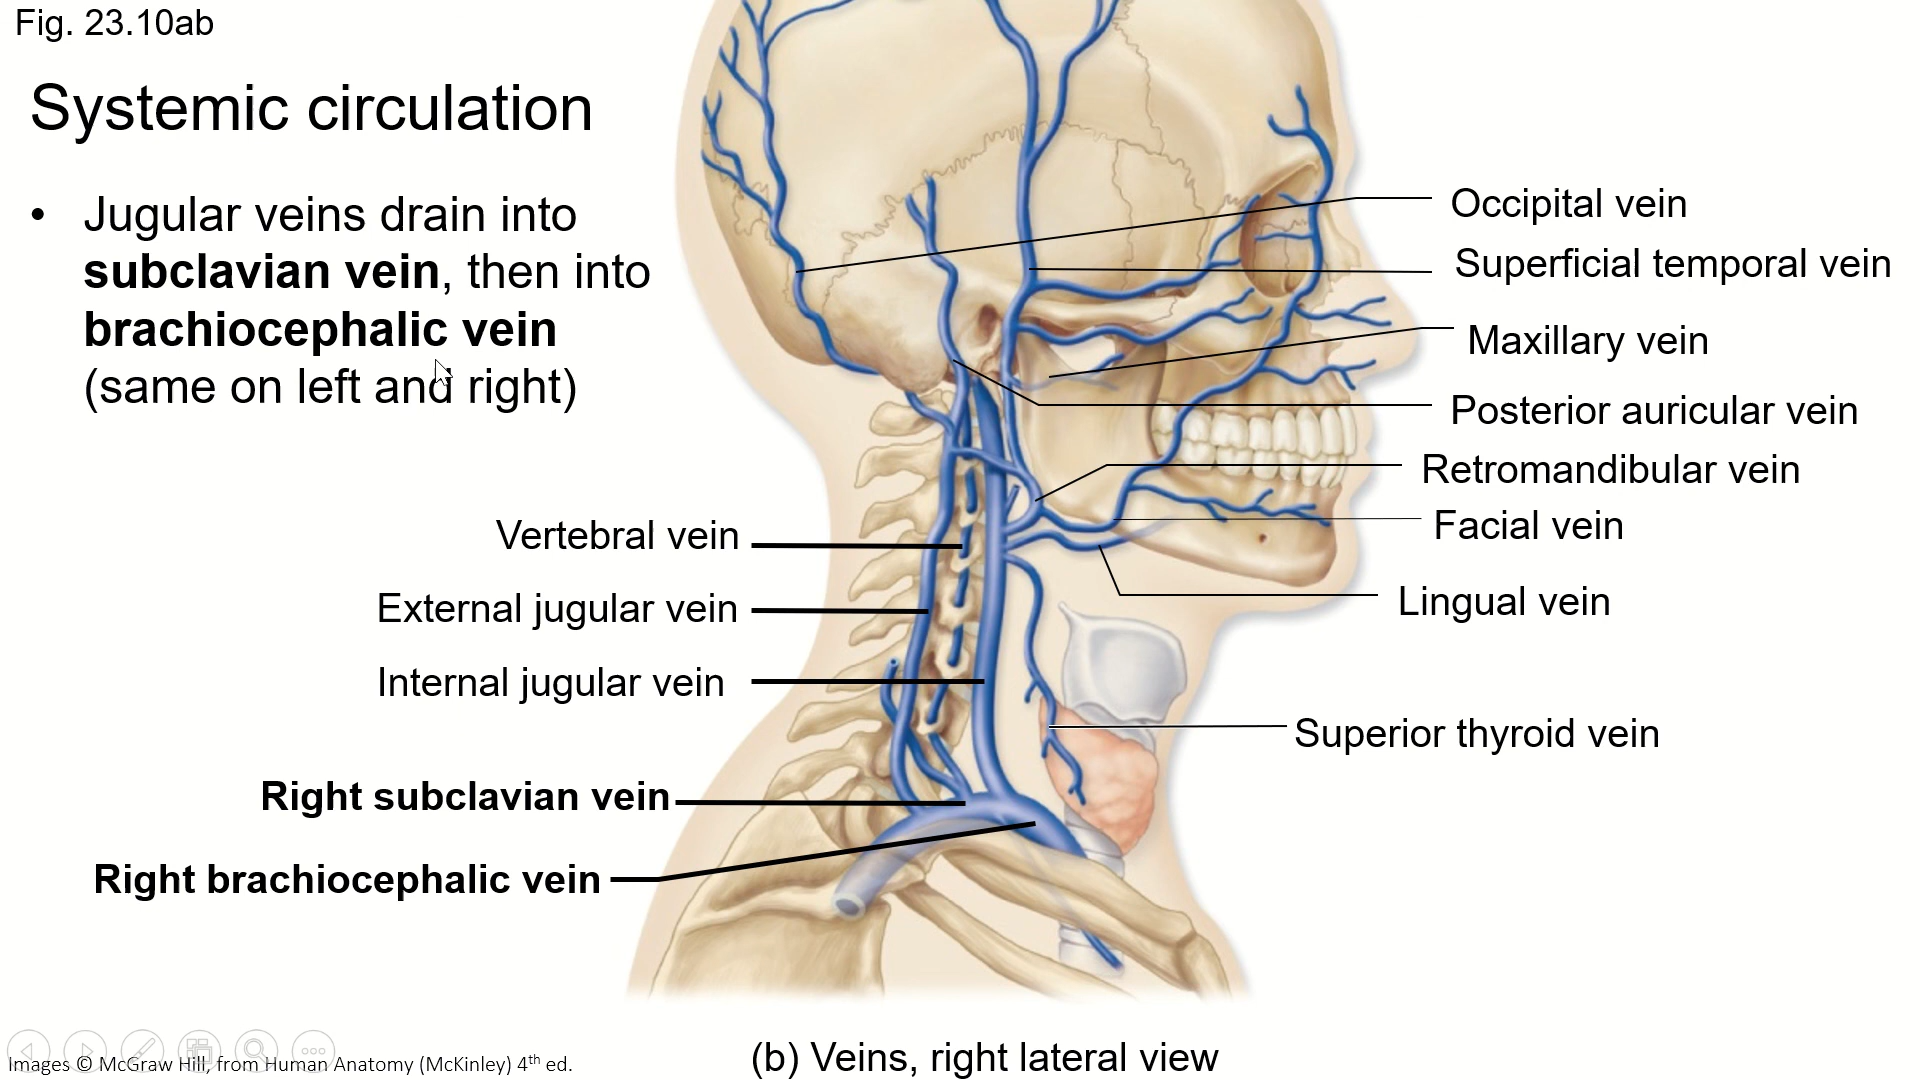 Fig. 23.10ab
Systemic circulation
• Jugular veins drain into
subclavian vein, then into
brachiocephalic vein
(same on left and right)
Occipital vein
Superficial temporal vein
Maxillary vein
Posterior auricular vein
Retromandibular vein
Facial vein
Lingual vein
Superior thyroid vein
Vertebral vein
External jugular vein
Internal jugular vein
Right subclavian vein
Right brachiocephalic vein
(b) Veins, right lateral view
Images © McGraw Hill, from Human Anatomy (McKinley) 4th ed.